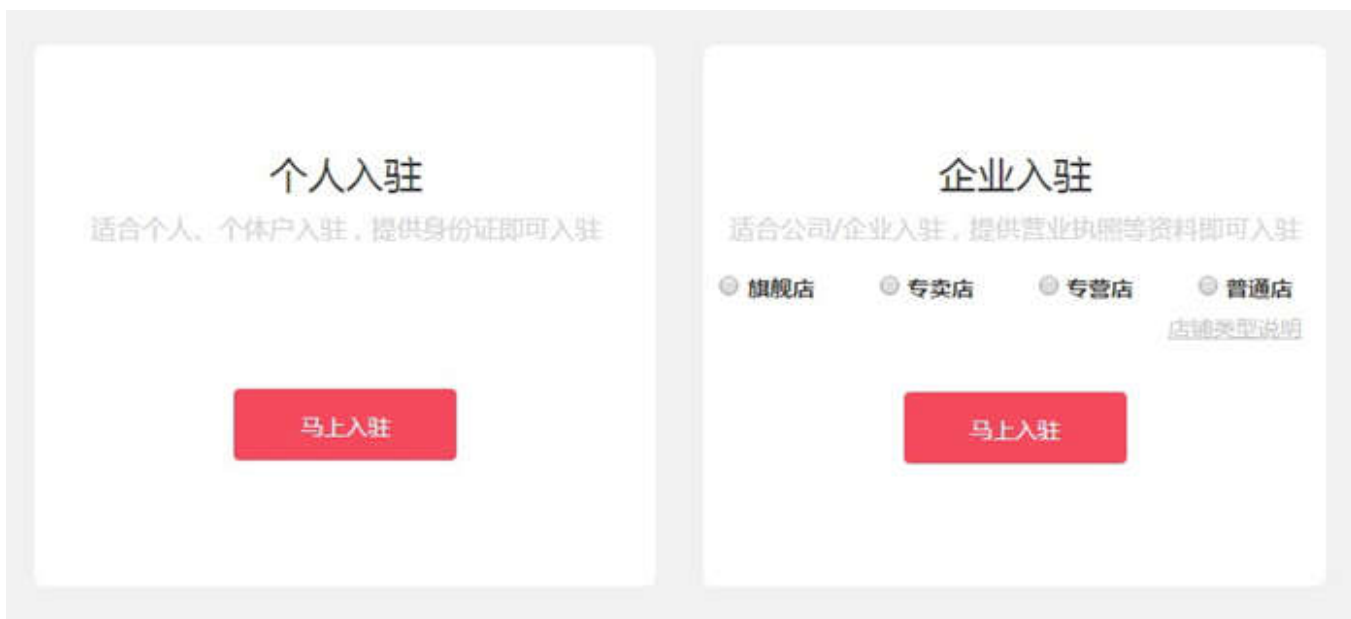 个人入驻
适合个人、个体户入驻，提供身份证即可入驻
马上入驻
企业入驻
适合公司/企业入驻，提供营业执照等资料即可入驻
旗舰店 专卖店 专营店 普通店
店铺类型说明
马上入驻